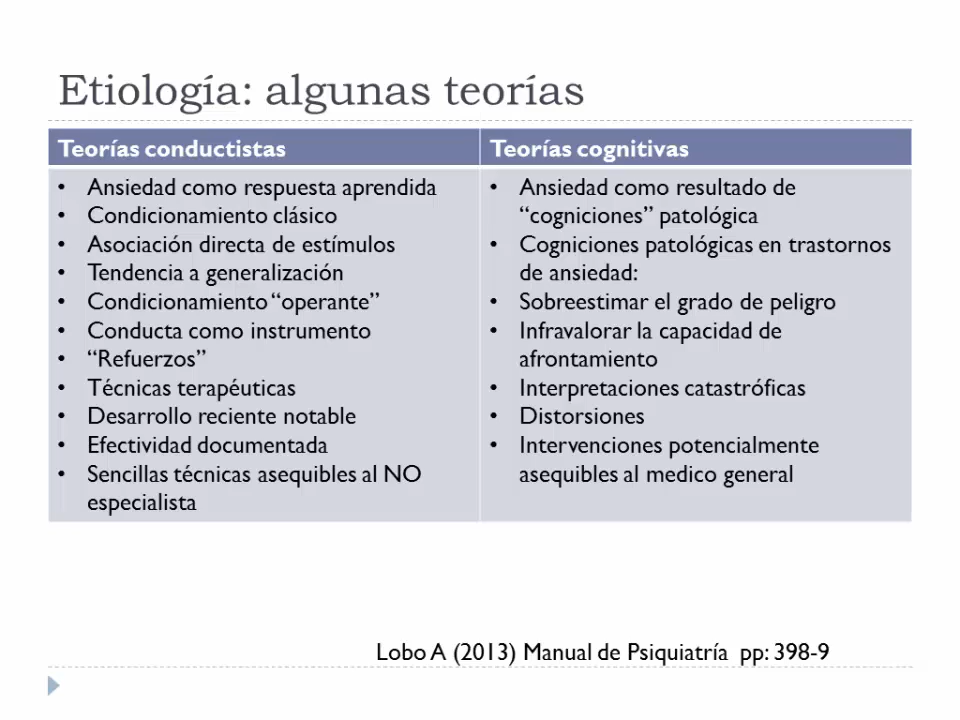 Etiología: algunas teorías
Teorías conductistas
• Ansiedad como respuesta aprendida
• Condicionamiento clásico
• Asociación directa de estímulos
• Tendencia a generalización
• Condicionamiento “operante”
• Conducta como instrumento
• “Refuerzos”
• Técnicas terapéuticas
• Desarrollo reciente notable
• Efectividad documentada
• Sencillas técnicas asequibles al NO
especialista
Teorías cognitivas
• Ansiedad como resultado de
“cogniciones” patológica
• Cogniciones patológicas en trastornos
de ansiedad:
• Sobreestimar el grado de peligro
• Infravalorar la capacidad de
afrontamiento
• Interpretaciones catastróficas
• Distorsiones
• Intervenciones potencialmente
asequibles al medico general
Lobo A (2013) Manual de Psiquiatría pp: 398-9